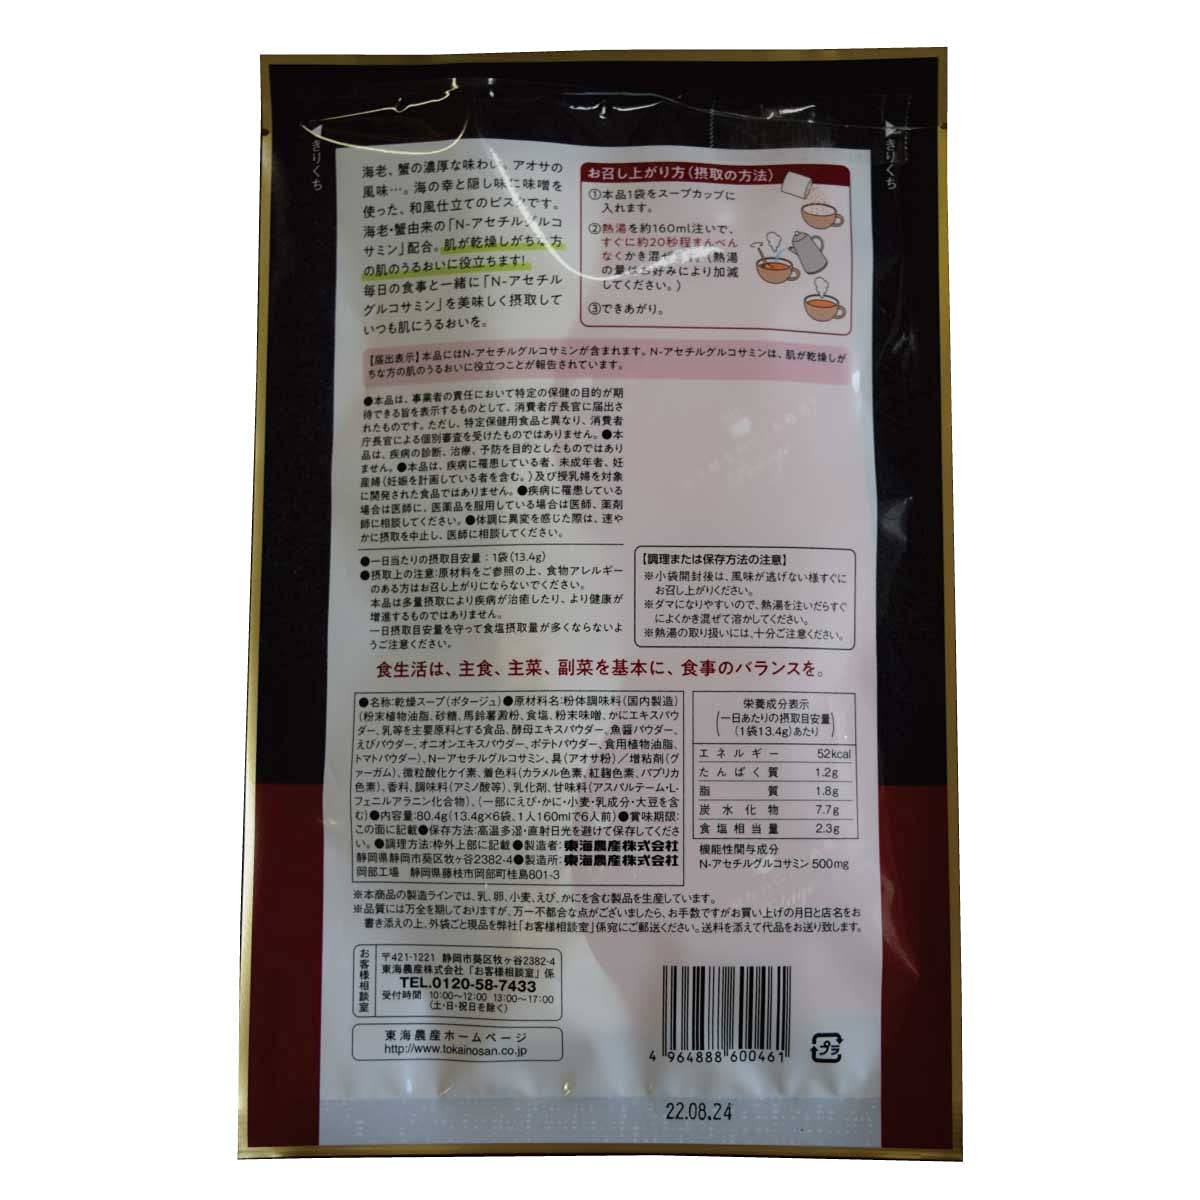 きりくち
きりくち
海老、蟹の濃厚な味わい。アオサの
風味…。海の幸と隠し味に味噌を
使った、和風仕立てのビスクです。
海老・蟹由来の「N-アセチルグルコ
サミン」配合。肌が乾燥しがちな方
の肌のうるおいに役立ちます!
毎日の食事と一緒に「N-アセチル
グルコサミン」を美味しく摂取して
いつも肌にうるおいを。
お召し上がり方(摂取の方法)
①本品1袋をスープカップに
入れます。
②熱湯を約160ml注いで、
すぐに約20秒程まんべん
なくかき混ぜます。(熱湯
の量はお好みにより加減
してください。)
③できあがり。
【届出表示】本品にはN-アセチルグルコサミンが含まれます。N-アセチルグルコサミンは、肌が乾燥しが
ちな方の肌のうるおいに役立つことが報告されています。
●本品は、事業者の責任において特定の保健の目的が期
待できる旨を表示するものとして、消費者庁長官に届出さ
れたものです。ただし、特定保健用食品と異なり、消費者
庁長官による個別審査を受けたものではありません。●本
品は、疾病の診断、治療、予防を目的としたものではあり
ません。●本品は、疾病に罹患している者、未成年者、妊
産婦(妊娠を計画している者を含む。)及び授乳婦を対象
に開発された食品ではありません。●疾病に罹患している
場合は医師に、医薬品を服用している場合は医師、薬剤
師に相談してください。●体調に異変を感じた際は、速や
かに摂取を中止し、医師に相談してください。
●一日当たりの摂取目安量:1袋(13.4g)
●摂取上の注意:原材料をご参照の上、食物アレルギー
のある方はお召し上がりにならないでください。
本品は多量摂取により疾病が治癒したり、より健康が
増進するものではありません。
一日摂取目安量を守って食塩摂取量が多くならないよ
うご注意ください。
【調理または保存方法の注意】
※小袋開封後は、風味が逃げない様すぐに
お召し上がりください。
※ダマになりやすいので、熱湯を注いだらすぐ
によくかき混ぜて溶かしてください。
※熱湯の取り扱いには、十分ご注意ください。
食生活は、主食、主菜、副菜を基本に、食事のバランスを。
●名称:乾燥スープ(ポタージュ)●原材料名:粉体調味料(国内製造)
(粉末植物油脂、砂糖、馬鈴薯澱粉、食塩、粉末味噌、かにエキスパウ
ダー、乳等を主要原料とする食品、酵母エキスパウダー、魚醤パウダー、
えびパウダー、オニオンエキスパウダー、ポテトパウダー、食用植物油脂、
トマトパウダー)、N-アセチルグルコサミン、具(アオサ粉)/増粘剤(グ
ァーガム)、微粒酸化ケイ素、着色料(カラメル色素、紅麹色素、パプリカ
色素)、香料、調味料(アミノ酸等)、乳化剤、甘味料(アスパルテーム・L-
フェニルアラニン化合物)、(一部にえび・かに・小麦・乳成分・大豆を含
む)●内容量:80.4g(13.4g×6袋、1人160mlで6人前)●賞味期限:
この面に記載●保存方法:高温多湿・直射日光を避けて保存してくださ
い。●調理方法:枠外上部に記載●製造者:東海農産株式会社
静岡県静岡市葵区牧ヶ谷2382-4●製造所:東海農産株式会社
岡部工場 静岡県藤枝市岡部町桂島801-3
栄養成分表示
(一日あたりの摂取目安量)
(1袋13.4g)あたり
エネルギー 52kcal
たんぱく質 1.2g
脂質 1.8g
炭水化物 7.7g
食塩相当量 2.3g
機能性関与成分
N-アセチルグルコサミン 500mg
※本商品の製造ラインでは、乳、卵、小麦、えび、かにを含む製品を生産しています。
※品質には万全を期しておりますが、万一不都合な点がございましたら、お手数ですがお買い上げの月日と店名をお
書き添えの上、外袋ごと現品を弊社「お客様相談室」係宛にご郵送ください。送料を添えて代品をお送り致します。
お客様相談室
〒421-1221 静岡市葵区牧ヶ谷2382-4
東海農産株式会社「お客様相談室」係
TEL.0120-58-7433
受付時間 10:00～12:00 13:00～17:00
(土・日・祝日を除く)
東海農産ホームページ
http://www.tokainosan.co.jp
4 964888 600461
プラ
22.08.24